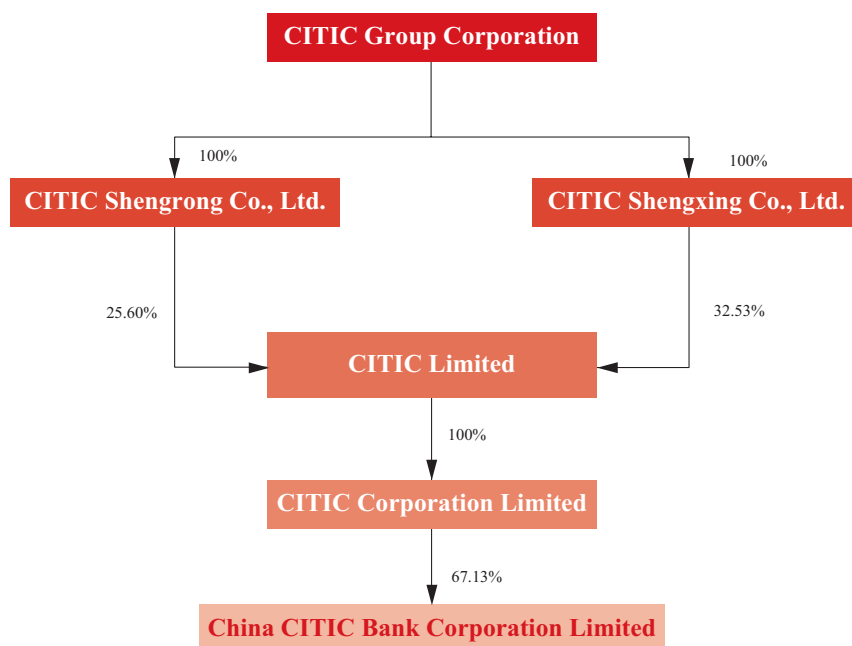 CITIC Group Corporation
100%
100%
CITIC Shengrong Co., Ltd.
CITIC Shengxing Co., Ltd.
25.60%
32.53%
CITIC Limited
100%
CITIC Corporation Limited
67.13%
China CITIC Bank Corporation Limited